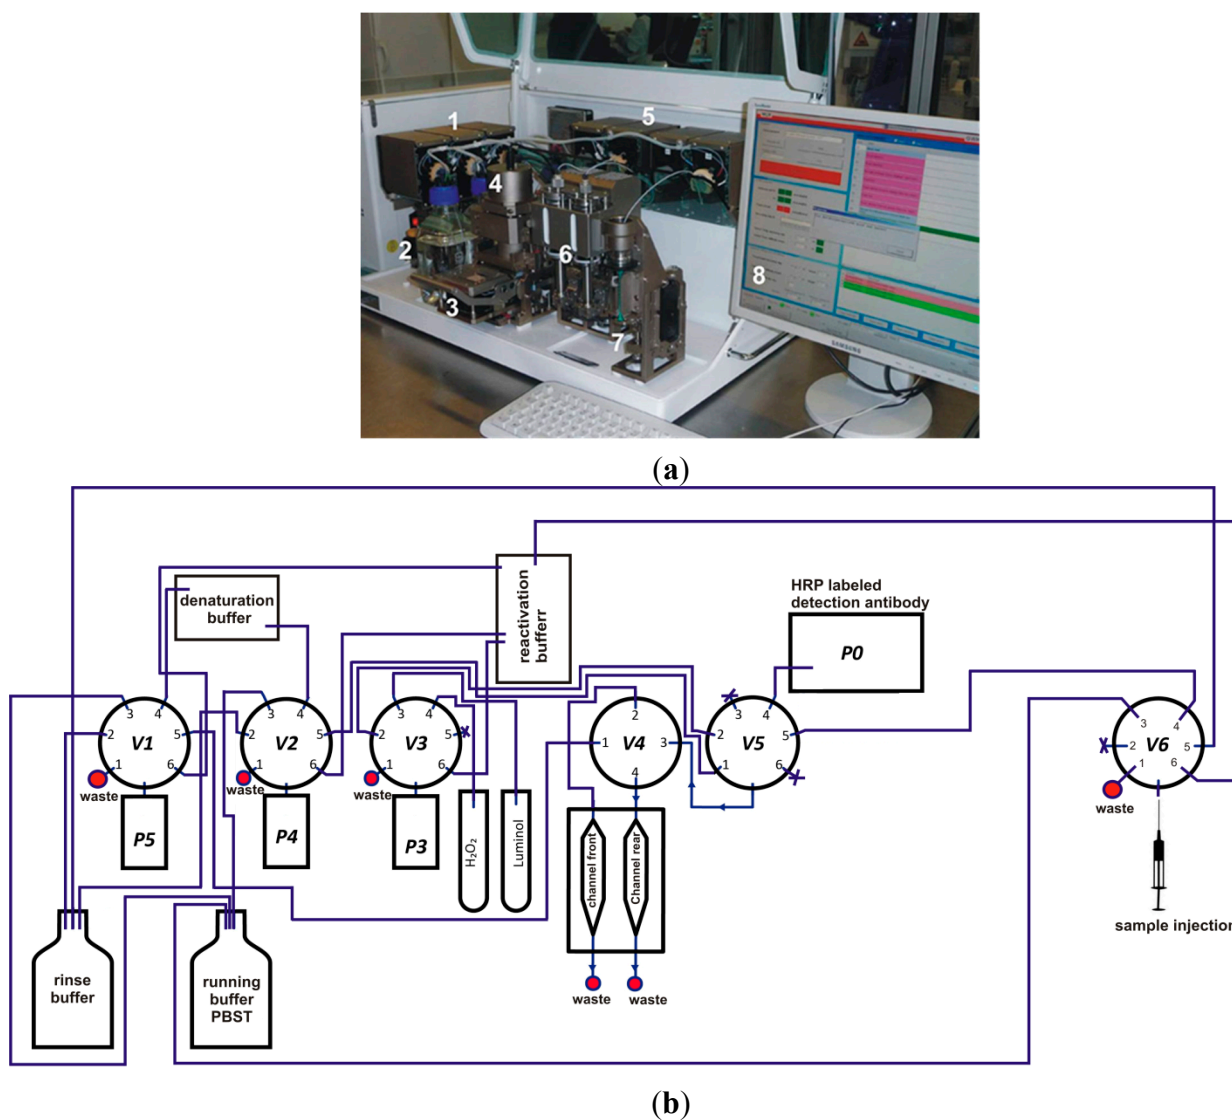 1
5
4
2
6
8
3
7
SAMSUNG
(a)
denaturation
buffer
reactivation
bufferr
HRP labeled
detection antibody
P0
3 4
2 V1 5
1 6
waste
P5
3 4
2 V2 5
1 6
waste
P4
3 4
2 V3 5
1 6
waste
P3
H₂O₂
Luminol
2
1 V4 3
4
3 4
2 V5 5
1 6
channel front
Channel rear
waste
waste
3 4
2 V6 5
1 6
waste
sample injection
rinse
buffer
running
buffer
PBST
(b)